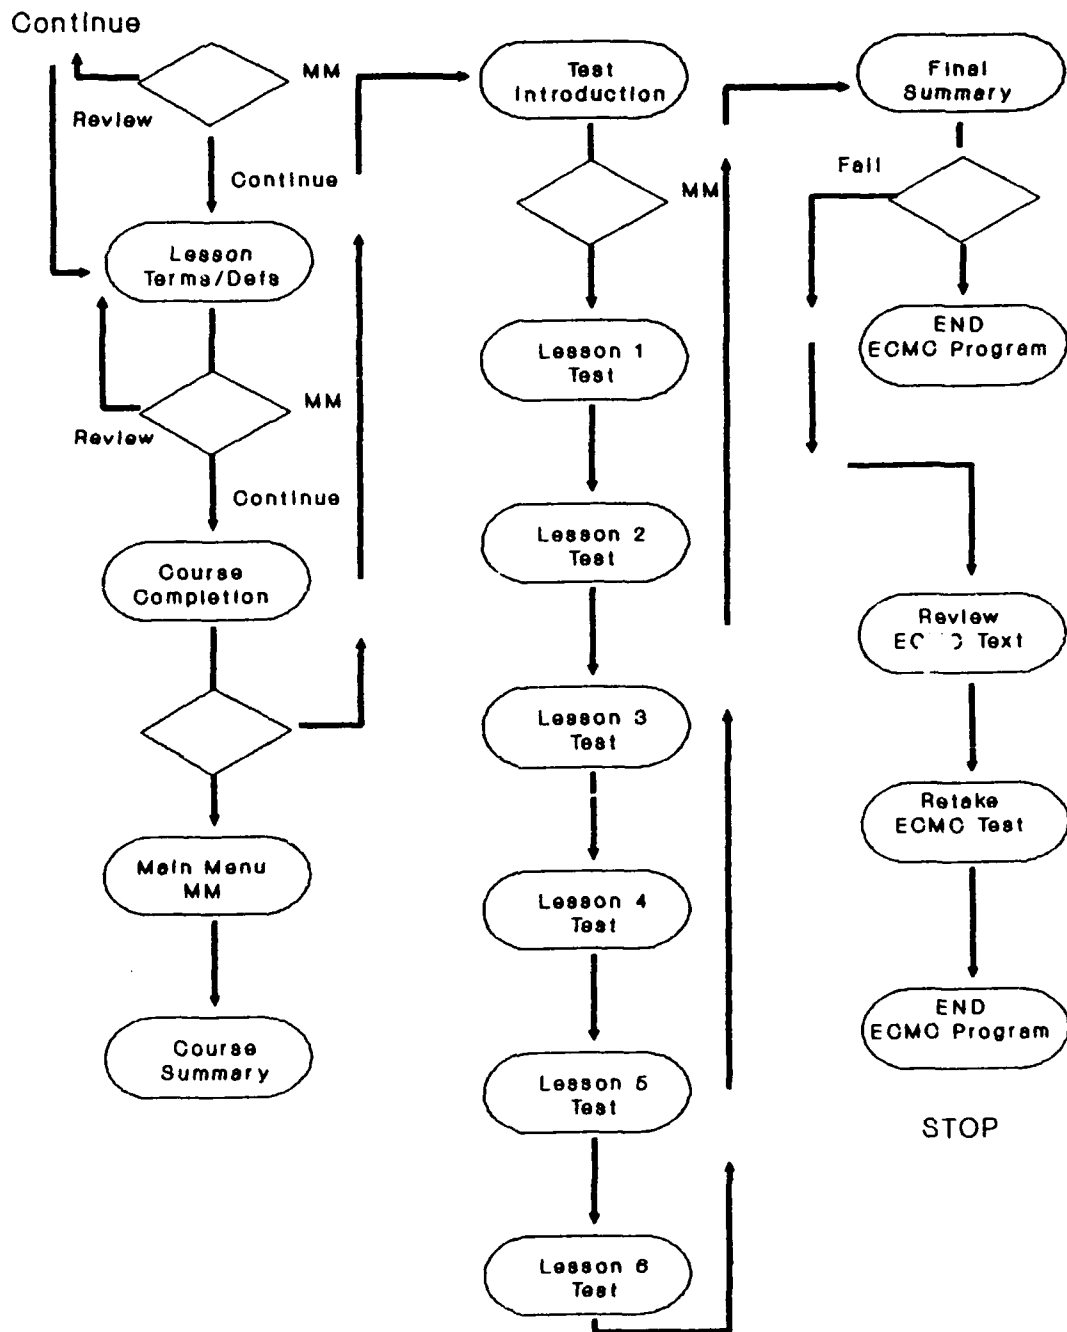 Continue
MM
Review
Continue
Lesson
Terms/Defs
MM
Review
Continue
Course
Completion
Main Menu
MM
Course
Summary
Test
Introduction
MM
Lesson 1
Test
Lesson 2
Test
Lesson 3
Test
Lesson 4
Test
Lesson 5
Test
Lesson 6
Test
Final
Summary
Fail
END
ECMC Program
Review
Text
Retake
ECMC Test
END
ECMC Program
STOP